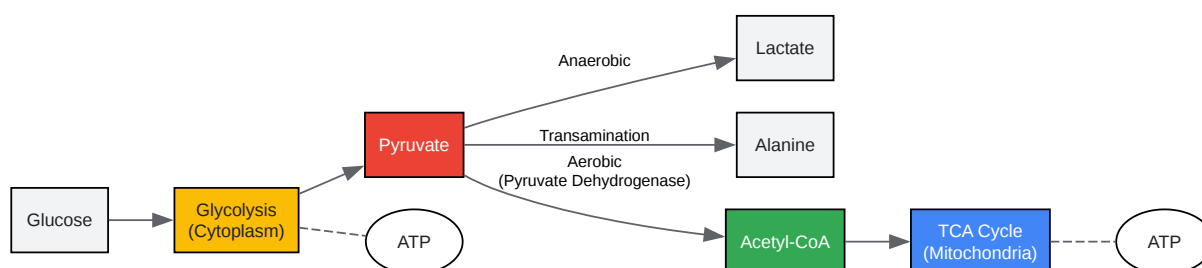 Lactate
Anaerobic
Pyruvate
Transamination
Alanine
Aerobic
(Pyruvate Dehydrogenase)
Glucose
Glycolysis
(Cytoplasm)
ATP
Acetyl-CoA
TCA Cycle
(Mitochondria)
ATP